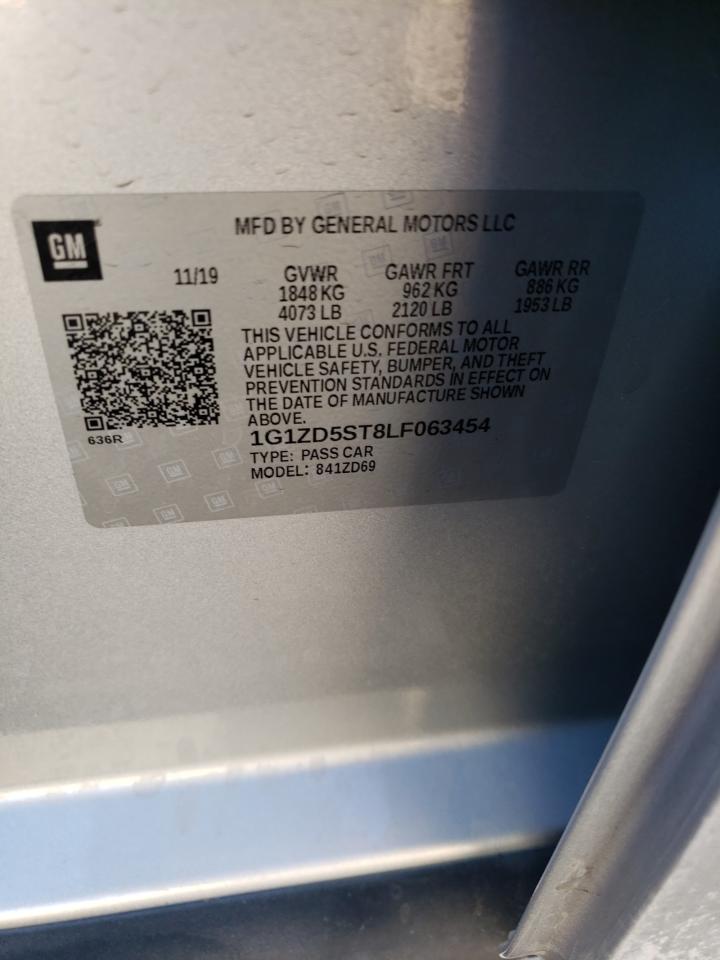 GM
MFD BY GENERAL MOTORS LLC
11/19
GVWR
1848 KG
4073 LB
GAWR FRT
962 KG
2120 LB
GAWR RR
886 KG
1953 LB
THIS VEHICLE CONFORMS TO ALL
APPLICABLE U.S. FEDERAL MOTOR
VEHICLE SAFETY, BUMPER, AND THEFT
PREVENTION STANDARDS IN EFFECT ON
THE DATE OF MANUFACTURE SHOWN
ABOVE.
636R
1G1ZD5ST8LF063454
TYPE: PASS CAR
MODEL: 841ZD69